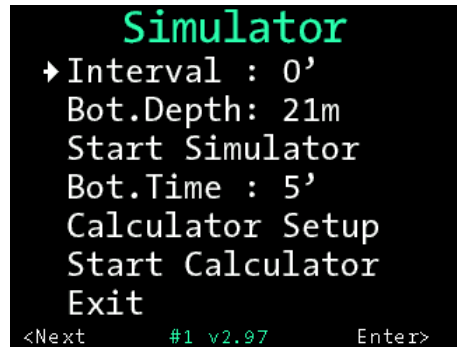 Simulator
Interval : 0’
Bot.Depth: 21m
Start Simulator
Bot.Time : 5’
Calculator Setup
Start Calculator
Exit
<Next #1 v2.97 Enter>